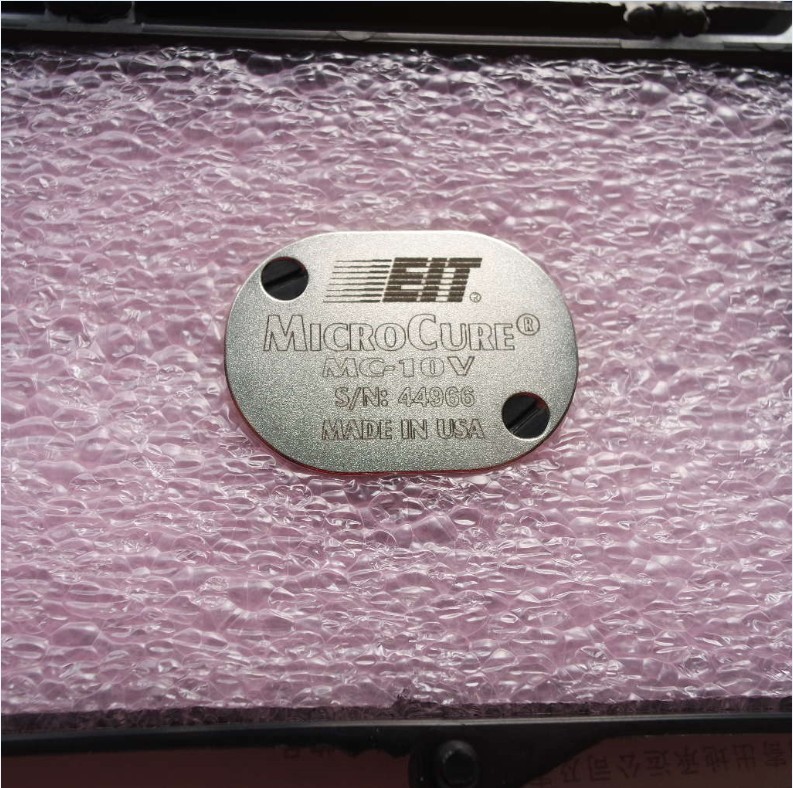 EIT®
MICROCURE®
MC-10V
S/N: 44966
MADE IN USA